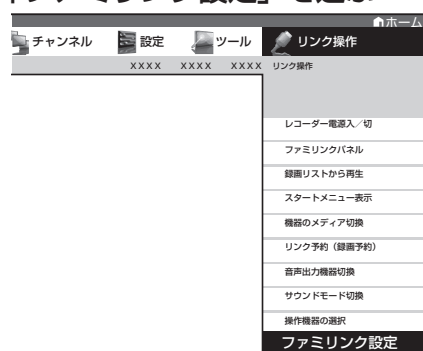 「ファミリンク設定」を選ぶ
ホーム
チャンネル 設定 ツール リンク操作
XXXX XXXX XXXX リンク操作
レコーダー電源入／切
ファミリンクパネル
録画リストから再生
スタートメニュー表示
機器のメディア切換
リンク予約（録画予約）
音声出力機器切換
サウンドモード切換
操作機器の選択
ファミリンク設定